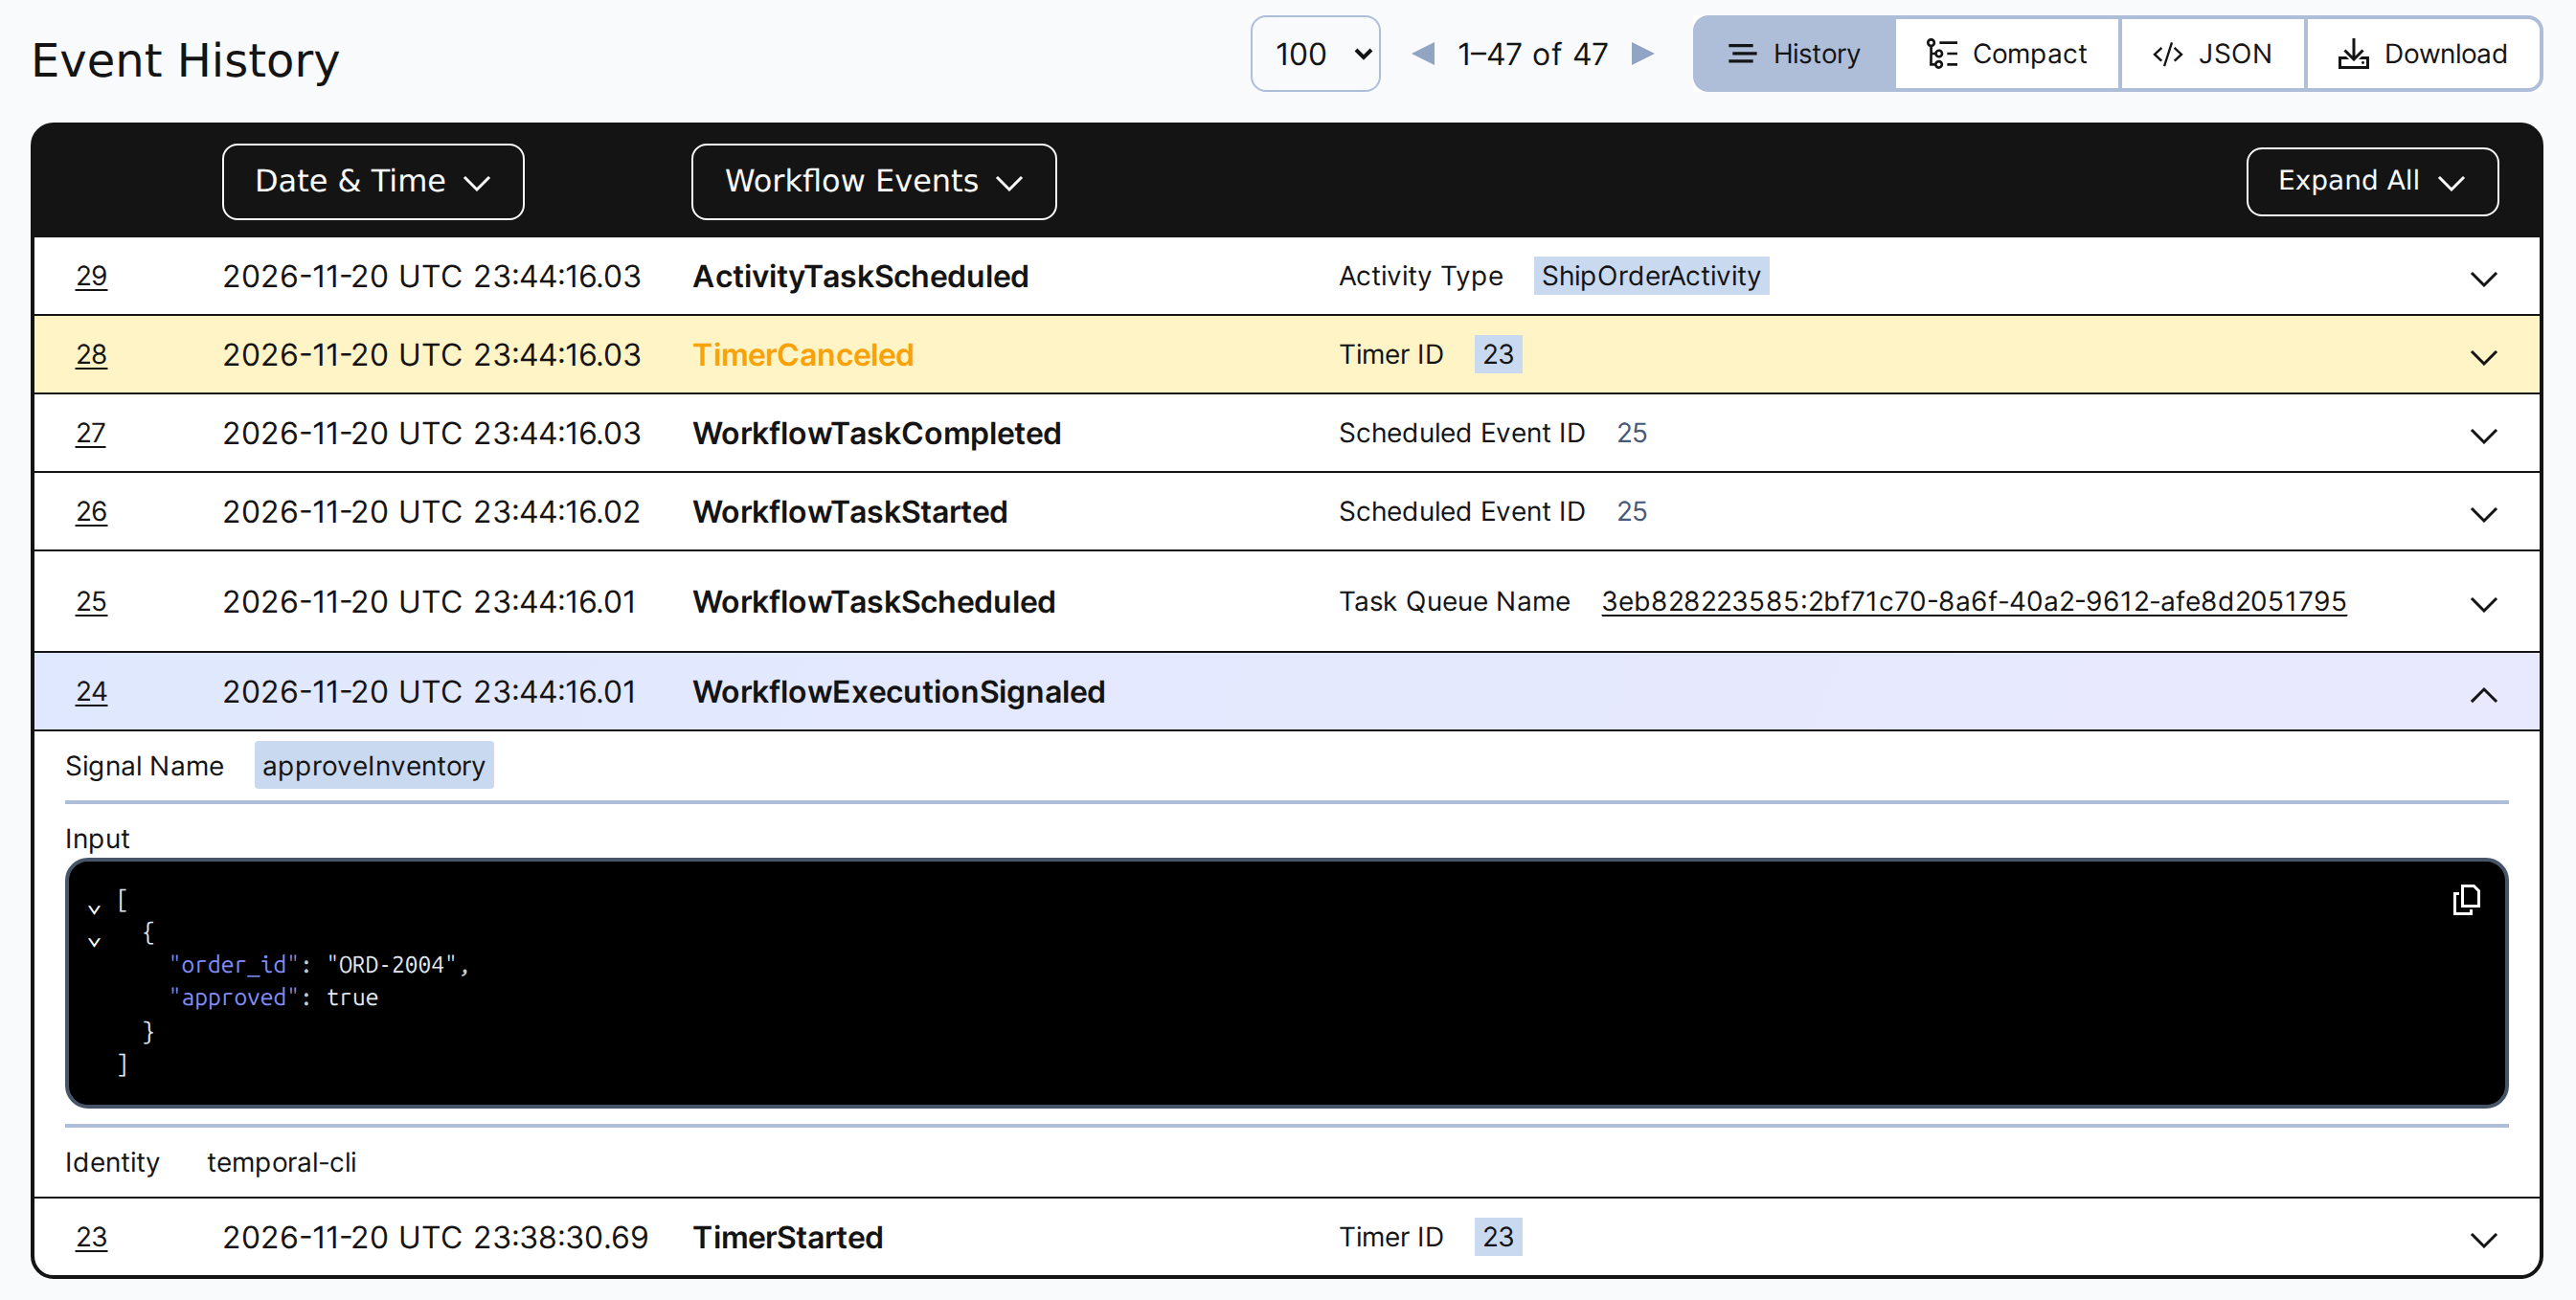 Event History
100
1–47 of 47
History
Compact
JSON
Download
Date & Time
Workflow Events
Expand All
29 2026-11-20 UTC 23:44:16.03 ActivityTaskScheduled Activity Type ShipOrderActivity
28 2026-11-20 UTC 23:44:16.03 TimerCanceled Timer ID 23
27 2026-11-20 UTC 23:44:16.03 WorkflowTaskCompleted Scheduled Event ID 25
26 2026-11-20 UTC 23:44:16.02 WorkflowTaskStarted Scheduled Event ID 25
25 2026-11-20 UTC 23:44:16.01 WorkflowTaskScheduled Task Queue Name 3eb828223585:2bf71c70-8a6f-40a2-9612-afe8d2051795
24 2026-11-20 UTC 23:44:16.01 WorkflowExecutionSignaled
Signal Name approveInventory
Input
[
{
"order_id": "ORD-2004",
"approved": true
}
]
Identity temporal-cli
23 2026-11-20 UTC 23:38:30.69 TimerStarted Timer ID 23